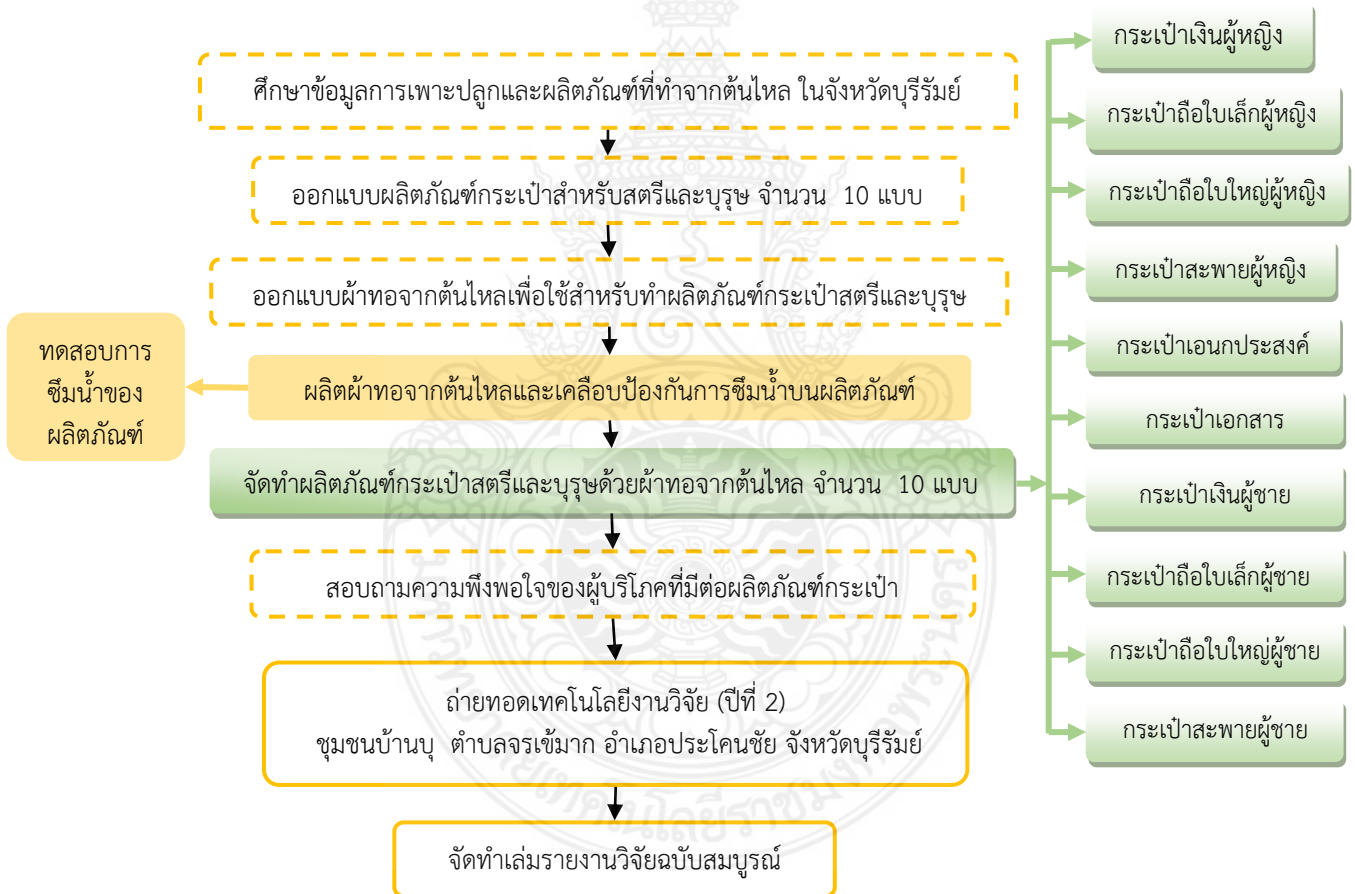 ศึกษาข้อมูลการเพาะปลูกและผลิตภัณฑ์ที่ทำจากต้นไหล ในจังหวัดบุรีรัมย์
ออกแบบผลิตภัณฑ์กระเป๋าสำหรับสตรีและบุรุษ จำนวน 10 แบบ
ออกแบบผ้าทอจากต้นไหลเพื่อใช้สำหรับทำผลิตภัณฑ์กระเป๋าสตรีและบุรุษ
ทดสอบการ
ซึมน้ำของ
ผลิตภัณฑ์
ผลิตผ้าทอจากต้นไหลและเคลือบป้องกันการซึมน้ำบนผลิตภัณฑ์
จัดทำผลิตภัณฑ์กระเป๋าสตรีและบุรุษด้วยผ้าทอจากต้นไหล จำนวน 10 แบบ
สอบถามความพึงพอใจของผู้บริโภคที่มีต่อผลิตภัณฑ์กระเป๋า
ถ่ายทอดเทคโนโลยีงานวิจัย (ปีที่ 2)
ชุมชนบ้านบุ ตำบลจรเข้มาก อำเภอประโคนชัย จังหวัดบุรีรัมย์
จัดทำเล่มรายงานวิจัยฉบับสมบูรณ์
กระเป๋าเงินผู้หญิง
กระเป๋าถือใบเล็กผู้หญิง
กระเป๋าถือใบใหญ่ผู้หญิง
กระเป๋าสะพายผู้หญิง
กระเป๋าเอนกประสงค์
กระเป๋าเอกสาร
กระเป๋าเงินผู้ชาย
กระเป๋าถือใบเล็กผู้ชาย
กระเป๋าถือใบใหญ่ผู้ชาย
กระเป๋าสะพายผู้ชาย